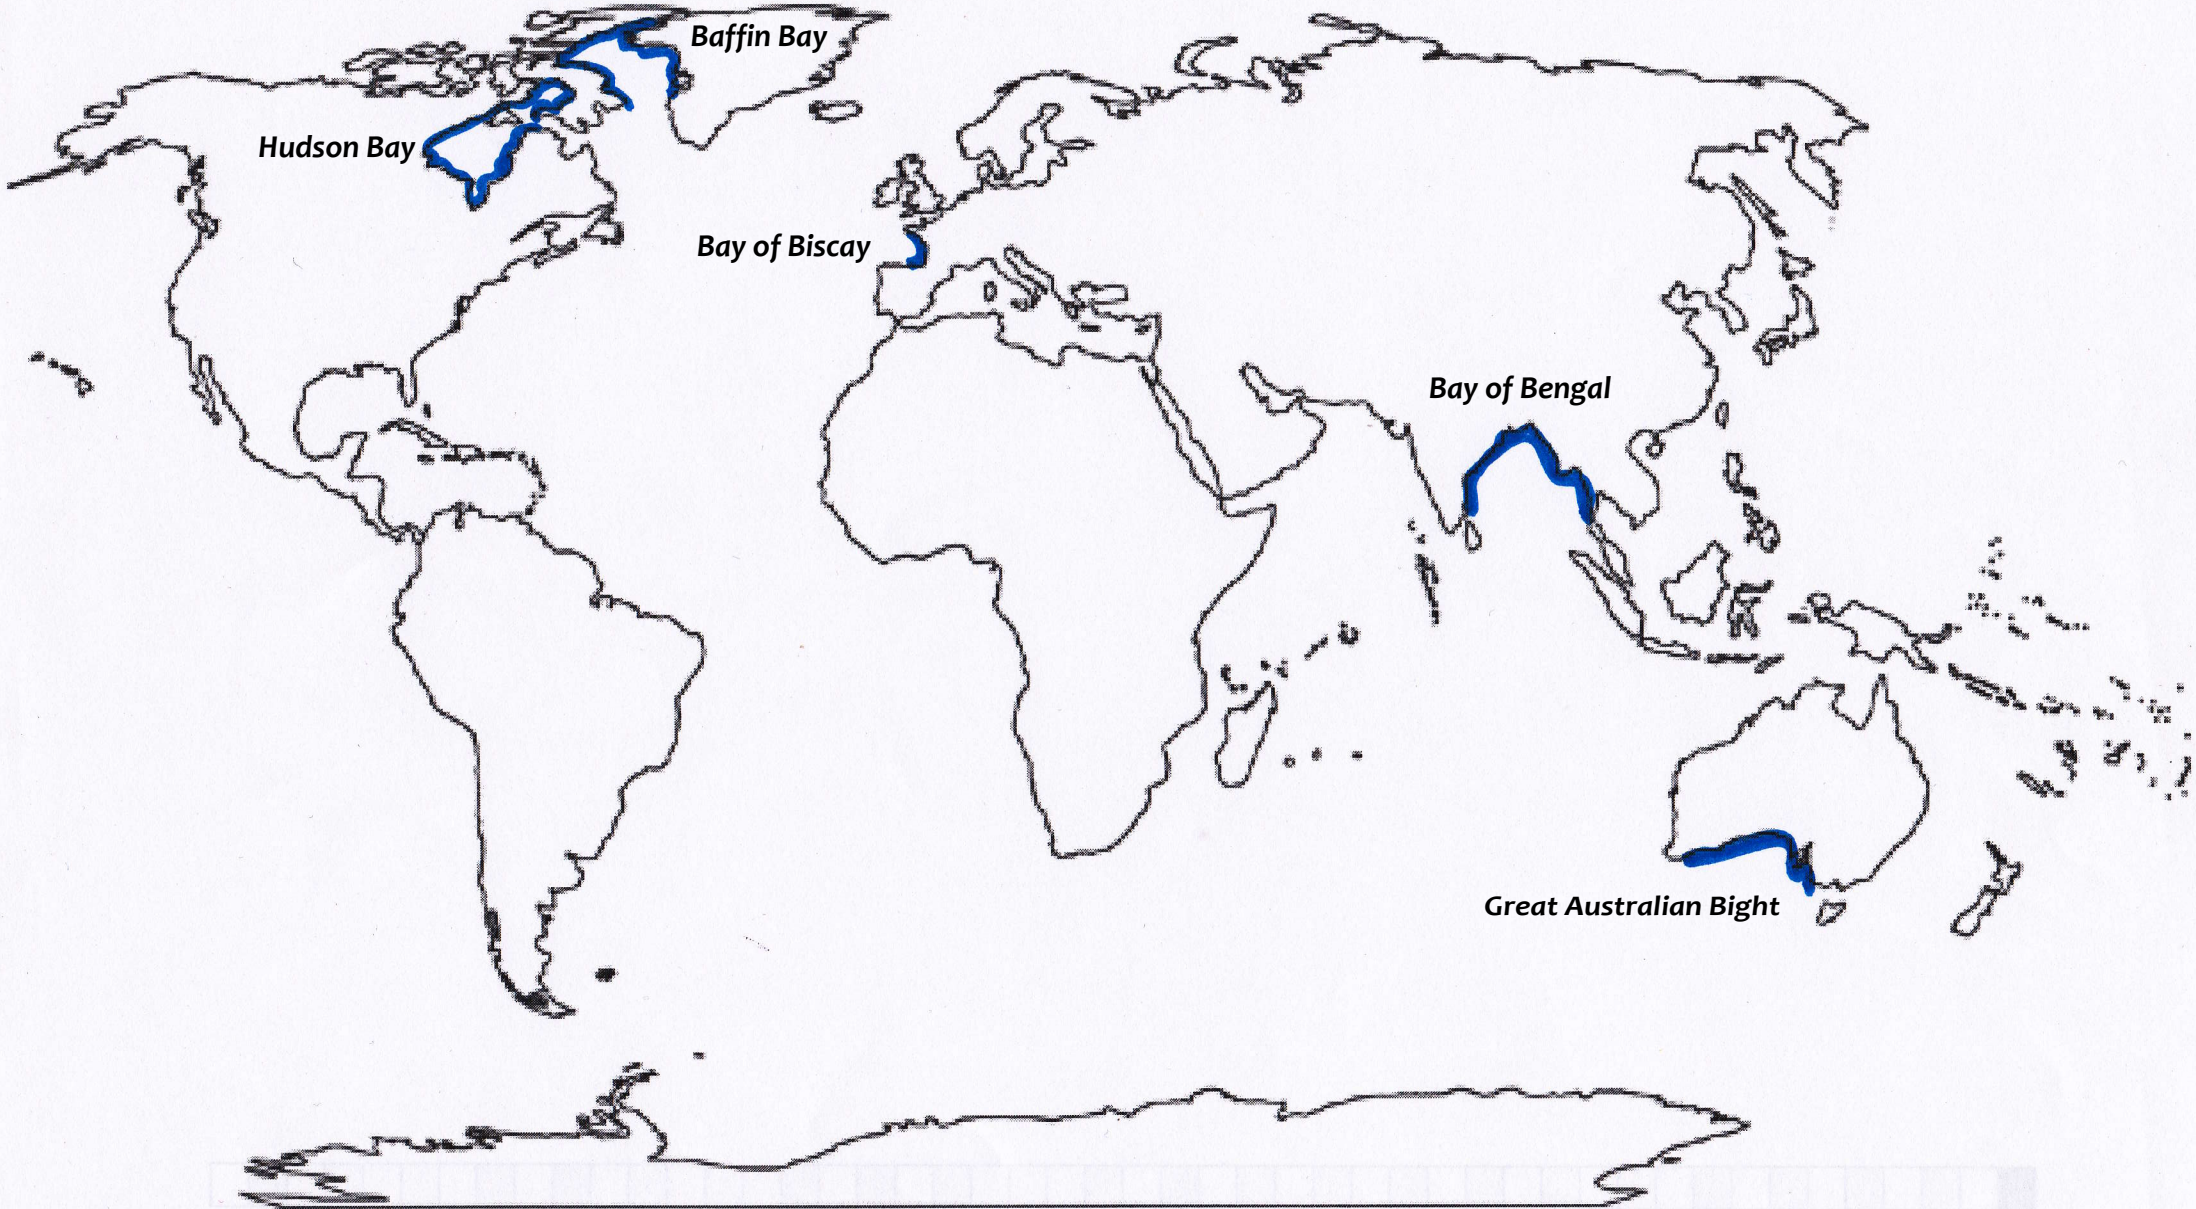 Baffin Bay
Hudson Bay
Bay of Biscay
Bay of Bengal
Great Australian Bight